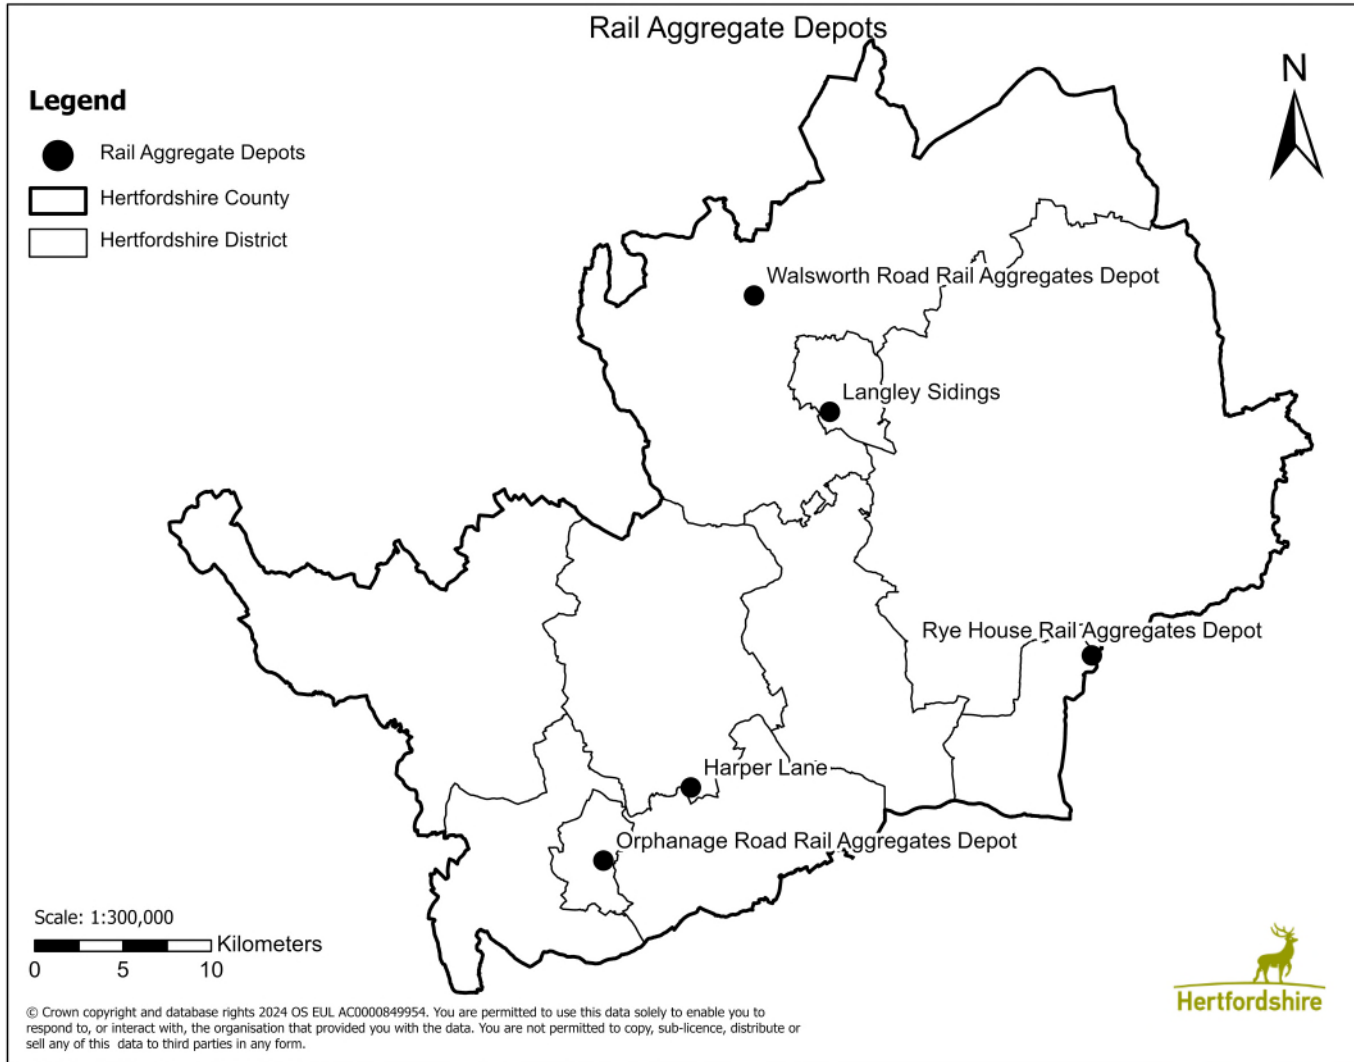 Rail Aggregate Depots
N
Legend
Rail Aggregate Depots
Hertfordshire County
Hertfordshire District
Walsworth Road Rail Aggregates Depot
Langley Sidings
Rye House Rail Aggregates Depot
Harper Lane
Orphanage Road Rail Aggregates Depot
Scale: 1:300,000
Kilometers
0 5 10
Hertfordshire
© Crown copyright and database rights 2024 OS EUL AC0000849954. You are permitted to use this data solely to enable you to
respond to, or interact with, the organisation that provided you with the data. You are not permitted to copy, sub-licence, distribute or
sell any of this data to third parties in any form.